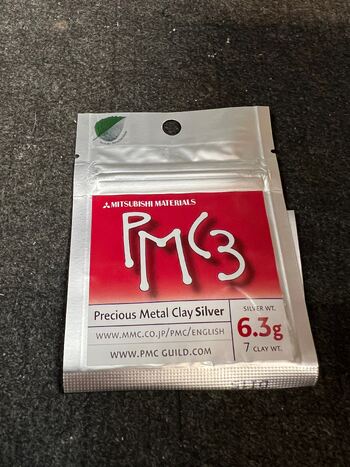 MITSUBISHI MATERIALS
PMC3
Precious Metal Clay Silver
WWW.MMC.CO.JP/PMC/ENGLISH
WWW.PMC GUILD.COM
SILVER WT.
6.3g
7 CLAY WT.